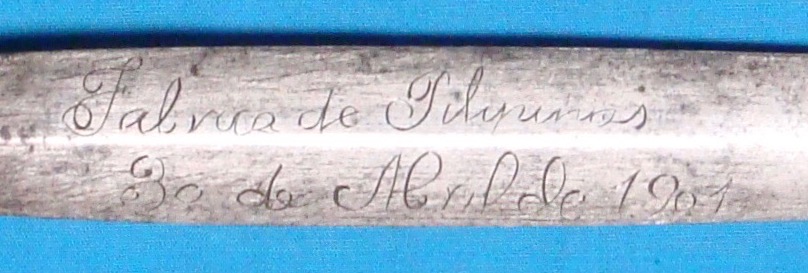 Fabrica de Filipinas
30 de Abril de 1901